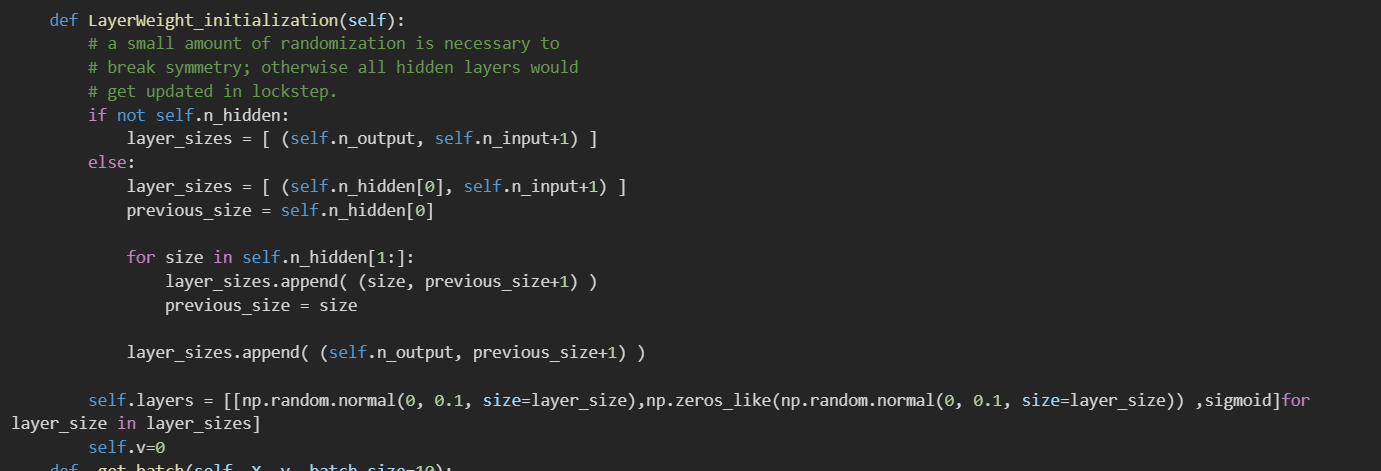 def LayerWeight_initialization(self):
# a small amount of randomization is necessary to
# break symmetry; otherwise all hidden layers would
# get updated in lockstep.
if not self.n_hidden:
layer_sizes = [ (self.n_output, self.n_input+1) ]
else:
layer_sizes = [ (self.n_hidden[0], self.n_input+1) ]
previous_size = self.n_hidden[0]
for size in self.n_hidden[1:]:
layer_sizes.append( (size, previous_size+1) )
previous_size = size
layer_sizes.append( (self.n_output, previous_size+1) )
self.layers = [[np.random.normal(0, 0.1, size=layer_size),np.zeros_like(np.random.normal(0, 0.1, size=layer_size)) ,sigmoid]for
layer_size in layer_sizes]
self.v=0
def get_batch(self, X, y, batch_size=10):